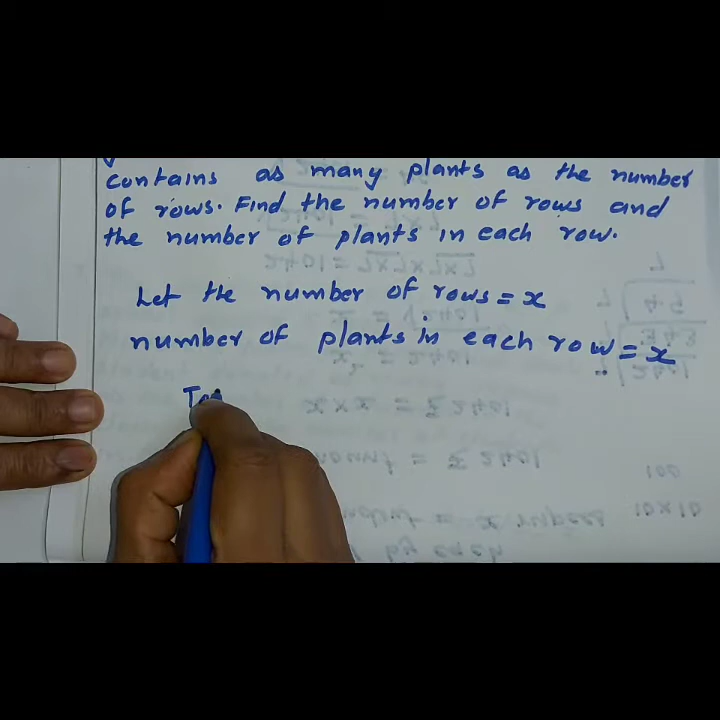 contains as many plants as the number
of rows. Find the number of rows and
the number of plants in each row.
Let the number of rows = x
number of plants in each row = x